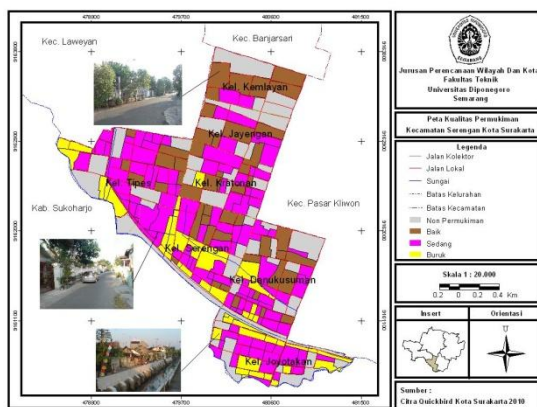 Kec. Laweyan
Kec. Banjarsari
Kel. Kemlayan
Kel. Jayengan
Kel. Tipes
Kel. Kratonan
Kab. Sukoharjo
Kec. Pasar Kliwon
Kel. Serengan
Kel. Danukusuman
Kel. Joyotakan
UNIVERSITAS DIPONEGORO
SEMARANG
Jurusan Perencanaan Wilayah Dan Kota
Fakultas Teknik
Universitas Diponegoro
Semarang
Peta Kualitas Permukiman
Kecamatan Serengan Kota Surakarta
Legenda
Jalan Kolektor
Jalan Lokal
Sungai
Batas Kelurahan
Batas Kecamatan
Non Permukiman
Baik
Sedang
Buruk
Skala 1 : 20.000
0.2 0 0.2 0.4 Km
Insert Orientasi
U
Sumber :
Citra Quickbird Kota Surakarta 2010